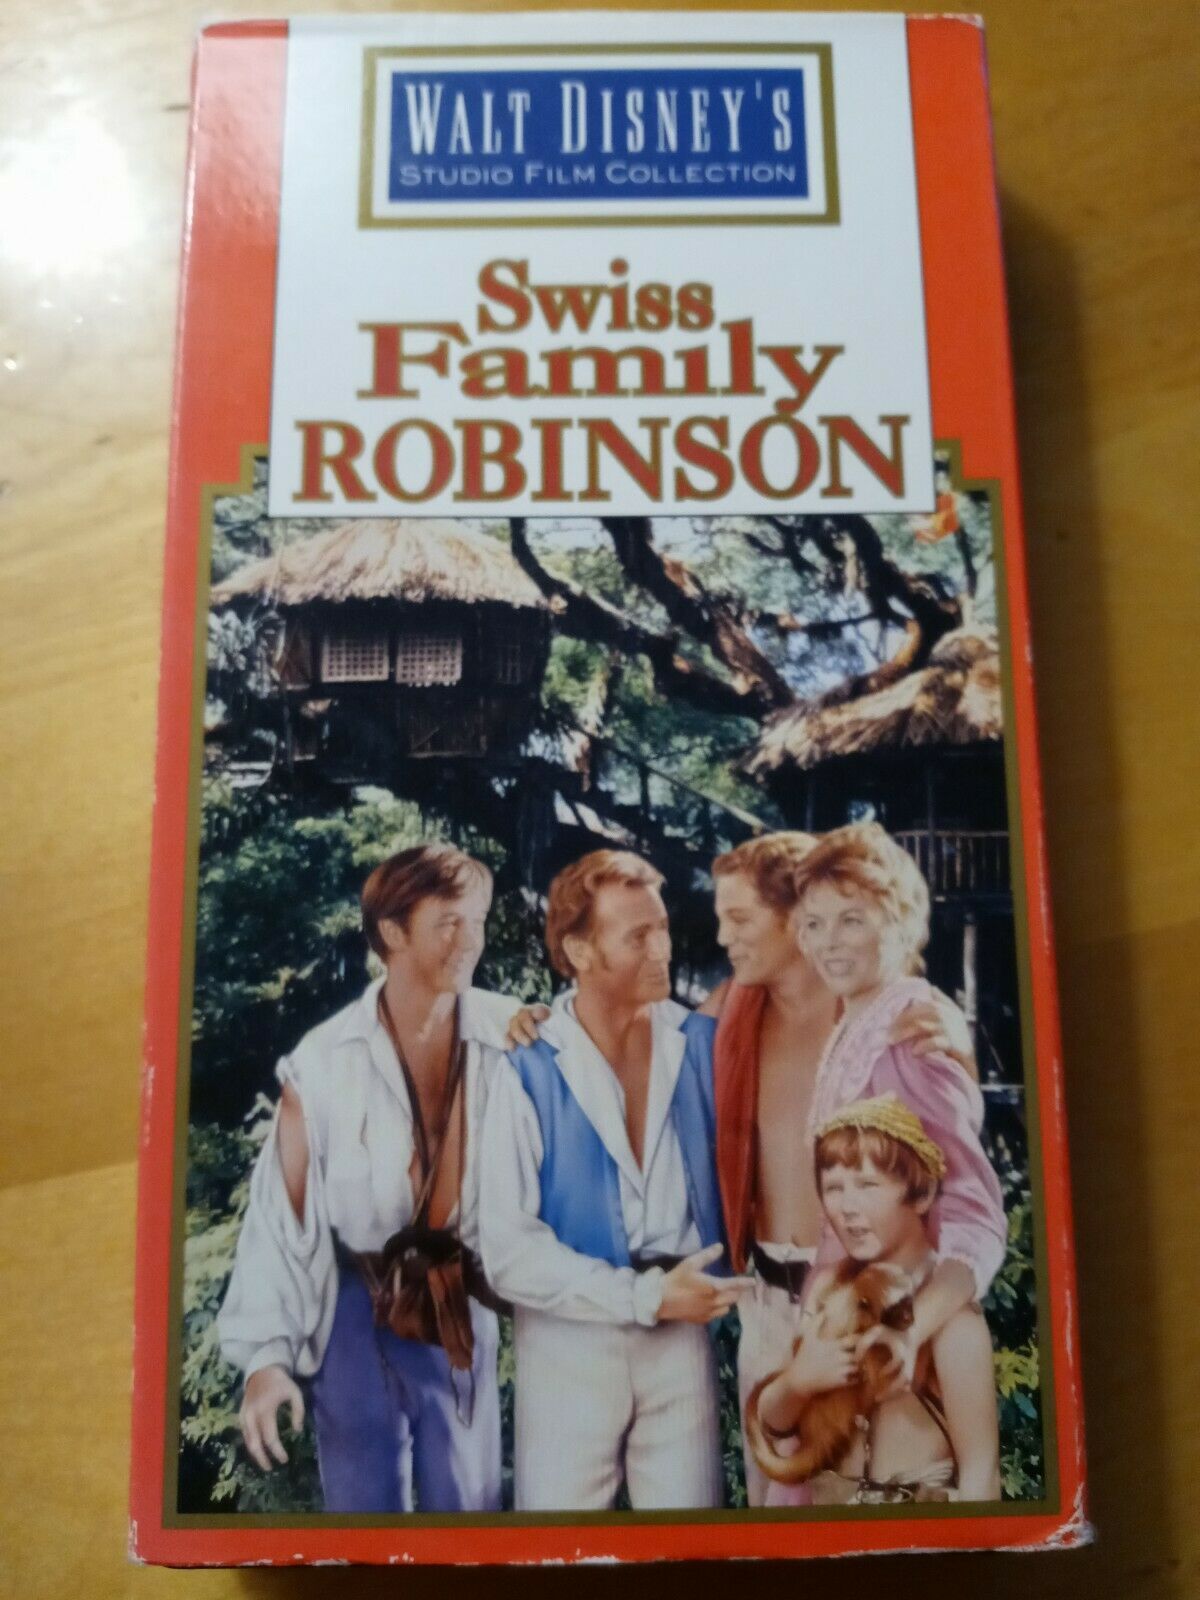 WALT DISNEY'S
STUDIO FILM COLLECTION
Swiss
Family
ROBINSON